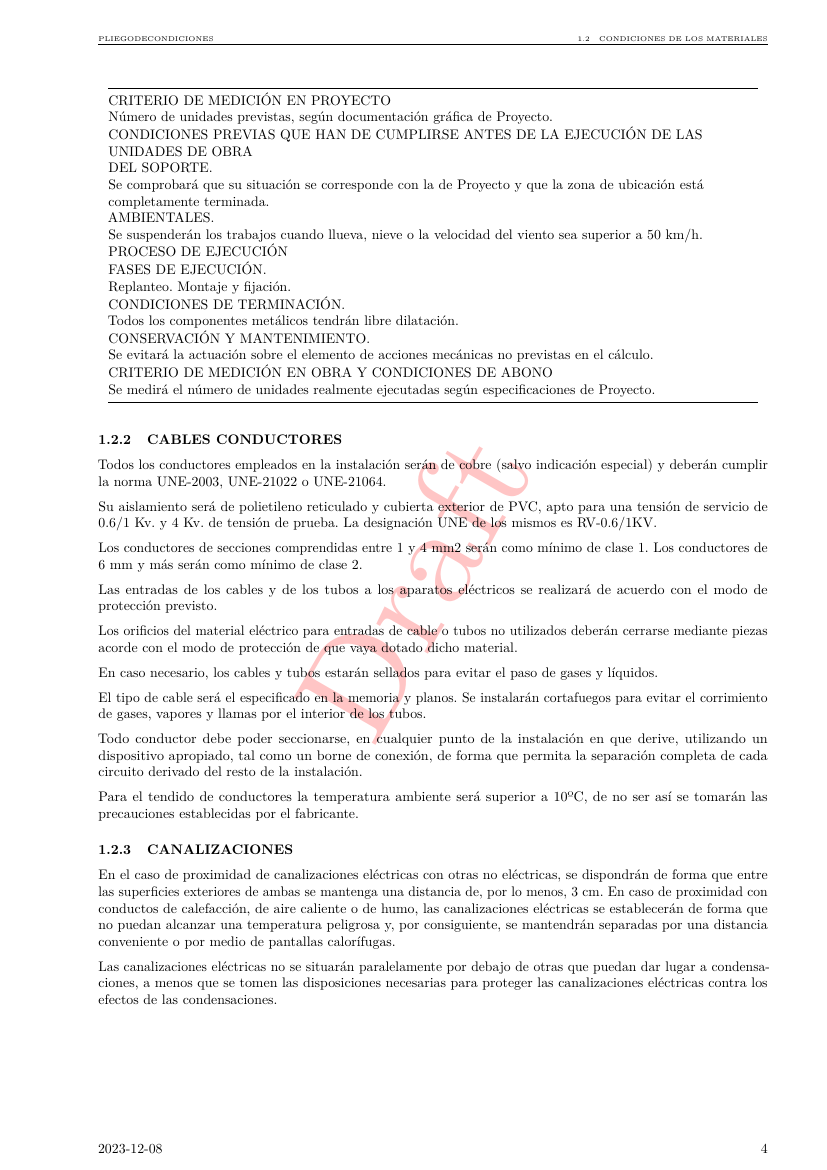 PLIEGODECONDICIONES 1.2 CONDICIONES DE LOS MATERIALES
CRITERIO DE MEDICIÓN EN PROYECTO
Número de unidades previstas, según documentación gráfica de Proyecto.
CONDICIONES PREVIAS QUE HAN DE CUMPLIRSE ANTES DE LA EJECUCIÓN DE LAS
UNIDADES DE OBRA
DEL SOPORTE.
Se comprobará que su situación se corresponde con la de Proyecto y que la zona de ubicación está
completamente terminada.
AMBIENTALES.
Se suspenderán los trabajos cuando llueva, nieve o la velocidad del viento sea superior a 50 km/h.
PROCESO DE EJECUCIÓN
FASES DE EJECUCIÓN.
Replanteo. Montaje y fijación.
CONDICIONES DE TERMINACIÓN.
Todos los componentes metálicos tendrán libre dilatación.
CONSERVACIÓN Y MANTENIMIENTO.
Se evitará la actuación sobre el elemento de acciones mecánicas no previstas en el cálculo.
CRITERIO DE MEDICIÓN EN OBRA Y CONDICIONES DE ABONO
Se medirá el número de unidades realmente ejecutadas según especificaciones de Proyecto.
1.2.2 CABLES CONDUCTORES
Todos los conductores empleados en la instalación serán de cobre (salvo indicación especial) y deberán cumplir
la norma UNE-2003, UNE-21022 o UNE-21064.
Su aislamiento será de polietileno reticulado y cubierta exterior de PVC, apto para una tensión de servicio de
0.6/1 Kv. y 4 Kv. de tensión de prueba. La designación UNE de los mismos es RV-0.6/1KV.
Los conductores de secciones comprendidas entre 1 y 4 mm2 serán como mínimo de clase 1. Los conductores de
6 mm y más serán como mínimo de clase 2.
Las entradas de los cables y de los tubos a los aparatos eléctricos se realizará de acuerdo con el modo de
protección previsto.
Los orificios del material eléctrico para entradas de cable o tubos no utilizados deberán cerrarse mediante piezas
acorde con el modo de protección de que vaya dotado dicho material.
En caso necesario, los cables y tubos estarán sellados para evitar el paso de gases y líquidos.
El tipo de cable será el especificado en la memoria y planos. Se instalarán cortafuegos para evitar el corrimiento
de gases, vapores y llamas por el interior de los tubos.
Todo conductor debe poder seccionarse, en cualquier punto de la instalación en que derive, utilizando un
dispositivo apropiado, tal como un borne de conexión, de forma que permita la separación completa de cada
circuito derivado del resto de la instalación.
Para el tendido de conductores la temperatura ambiente será superior a 10ºC, de no ser así se tomarán las
precauciones establecidas por el fabricante.
1.2.3 CANALIZACIONES
En el caso de proximidad de canalizaciones eléctricas con otras no eléctricas, se dispondrán de forma que entre
las superficies exteriores de ambas se mantenga una distancia de, por lo menos, 3 cm. En caso de proximidad con
conductos de calefacción, de aire caliente o de humo, las canalizaciones eléctricas se establecerán de forma que
no puedan alcanzar una temperatura peligrosa y, por consiguiente, se mantendrán separadas por una distancia
conveniente o por medio de pantallas calorífugas.
Las canalizaciones eléctricas no se situarán paralelamente por debajo de otras que puedan dar lugar a condensa-
ciones, a menos que se tomen las disposiciones necesarias para proteger las canalizaciones eléctricas contra los
efectos de las condensaciones.
Draft
2023-12-08 4